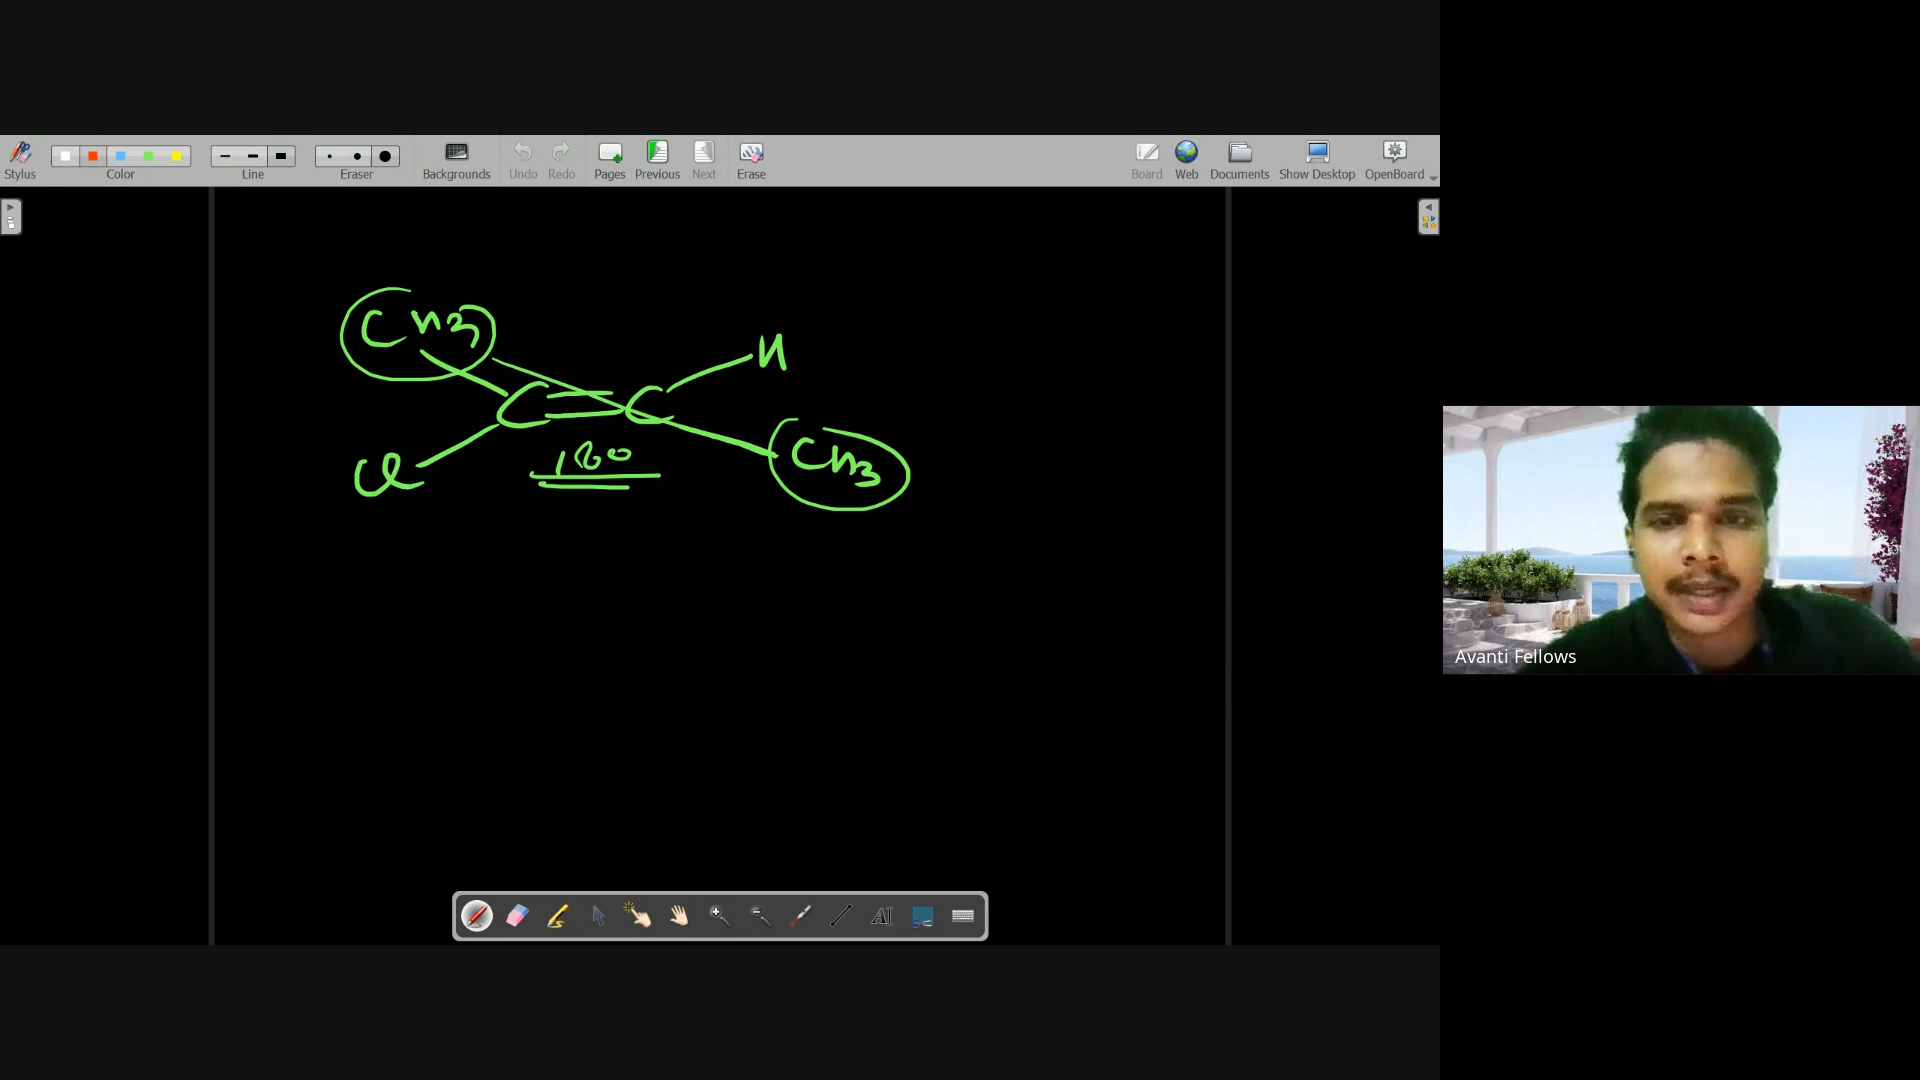 Stylus Color Line Eraser Backgrounds Undo Redo Pages Previous Next Erase Board Web Documents Show Desktop OpenBoard
CH3
H
C = C
Cl
180
CH3
AI
Avanti Fellows